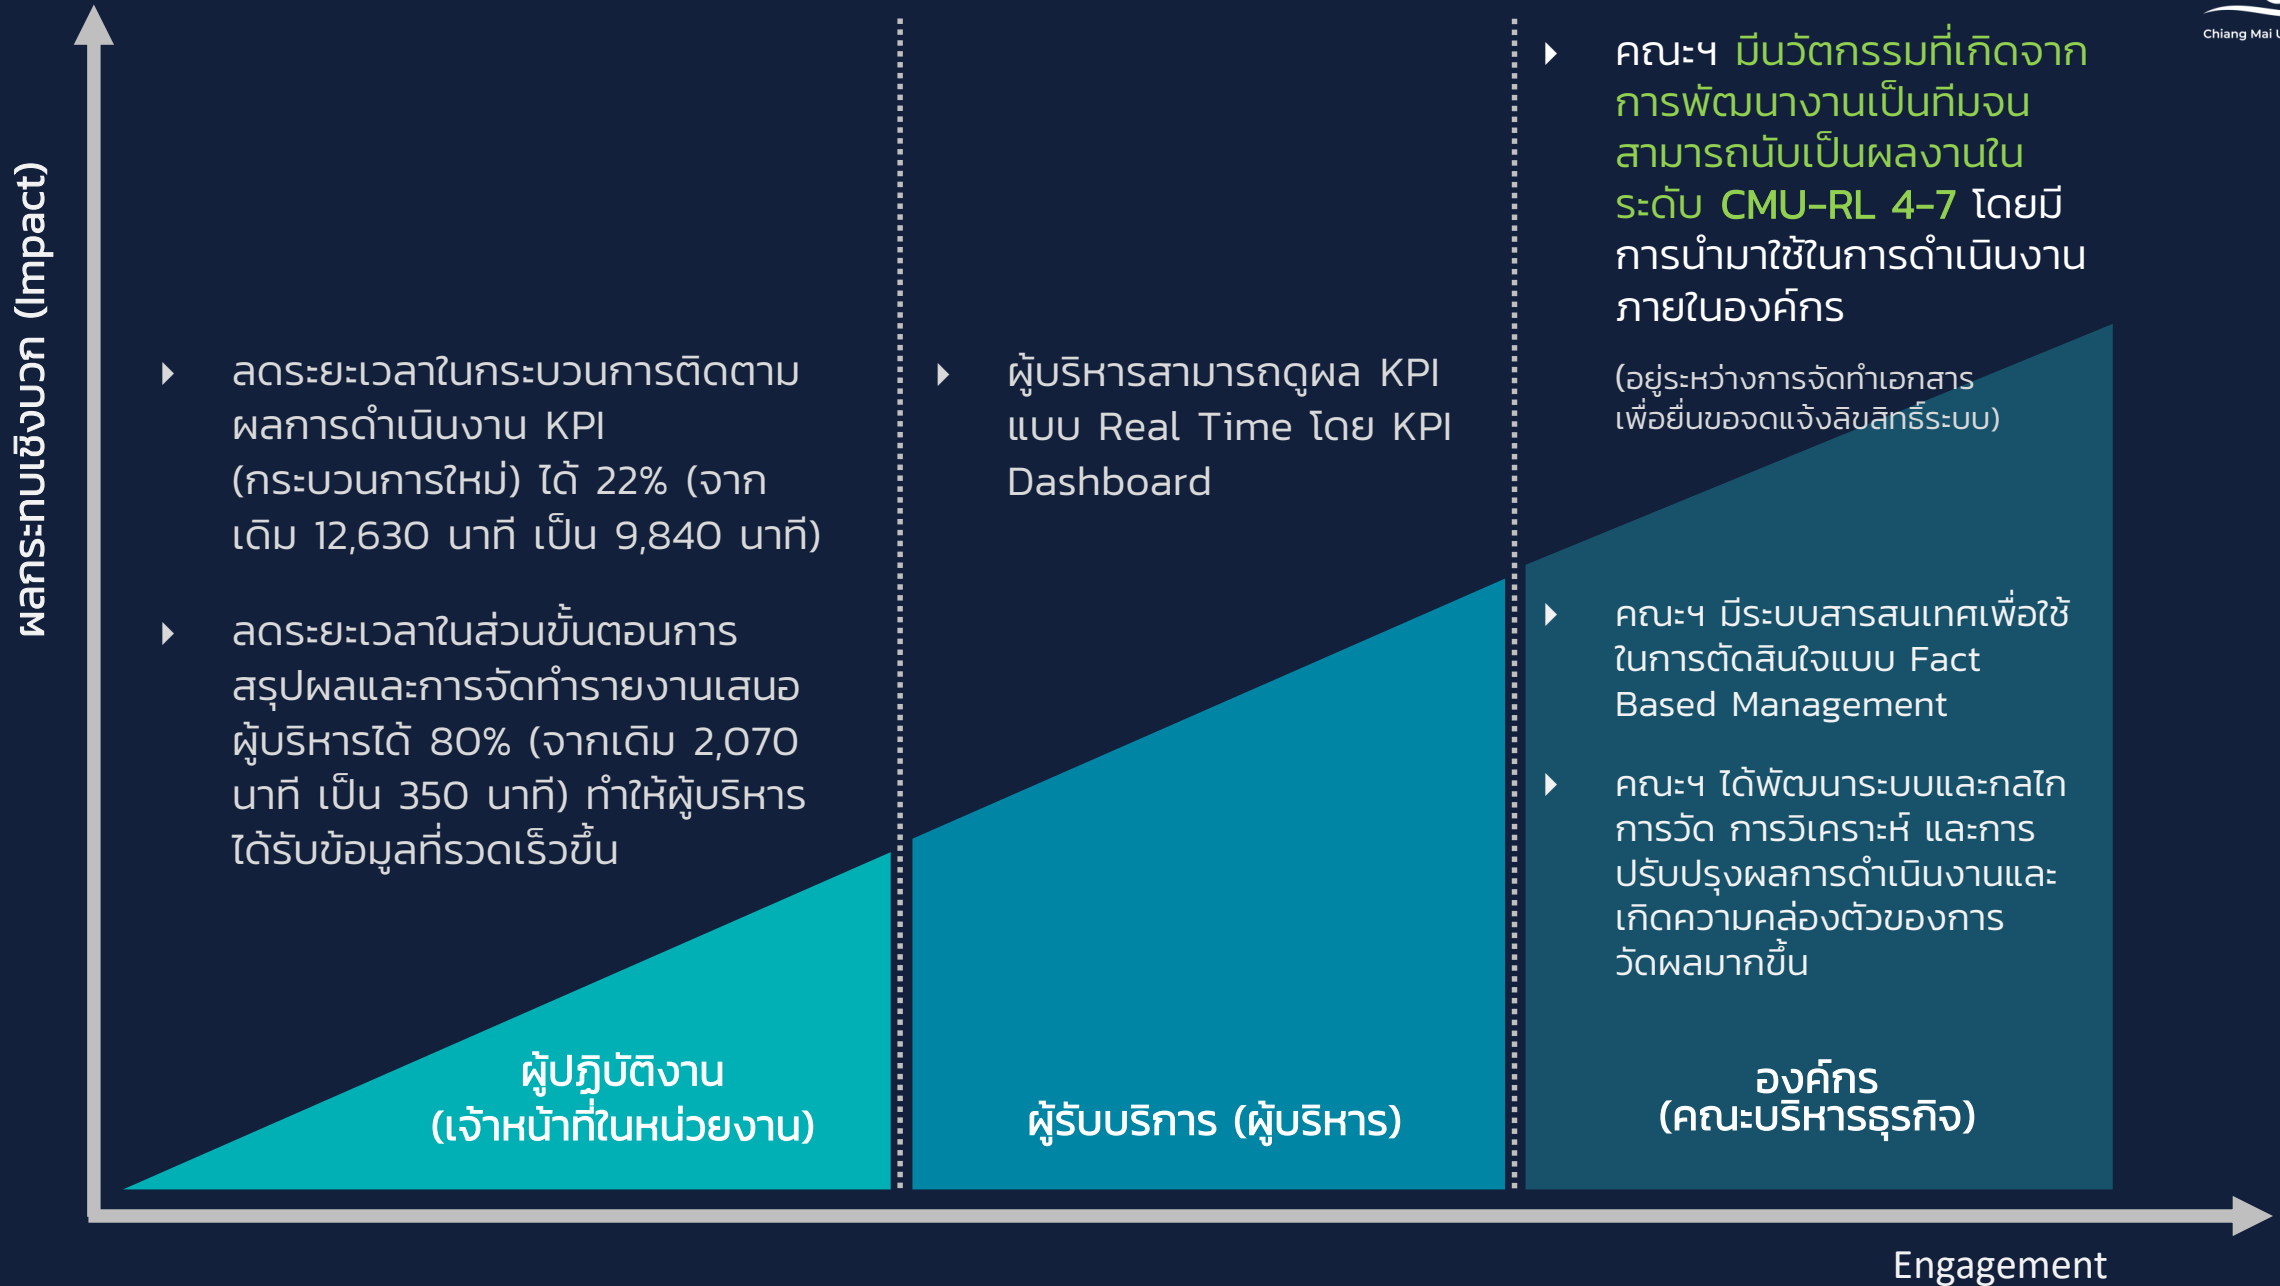 Chiang Mai U
ผลกระทบเชิงบวก (Impact)
ลดระยะเวลาในกระบวนการติดตาม
ผลการดำเนินงาน KPI
(กระบวนการใหม่) ได้ 22% (จาก
เดิม 12,630 นาที เป็น 9,840 นาที)
ลดระยะเวลาในส่วนขั้นตอนการ
สรุปผลและการจัดทำรายงานเสนอ
ผู้บริหารได้ 80% (จากเดิม 2,070
นาที เป็น 350 นาที) ทำให้ผู้บริหาร
ได้รับข้อมูลที่รวดเร็วขึ้น
ผู้ปฏิบัติงาน
(เจ้าหน้าที่ในหน่วยงาน)
ผู้บริหารสามารถดูผล KPI
แบบ Real Time โดย KPI
Dashboard
ผู้รับบริการ (ผู้บริหาร)
คณะฯ มีนวัตกรรมที่เกิดจาก
การพัฒนางานเป็นทีมจน
สามารถนับเป็นผลงานใน
ระดับ CMU-RL 4-7 โดยมี
การนำมาใช้ในการดำเนินงาน
ภายในองค์กร
(อยู่ระหว่างการจัดทำเอกสาร
เพื่อยื่นขอจดแจ้งลิขสิทธิ์ระบบ)
คณะฯ มีระบบสารสนเทศเพื่อใช้
ในการตัดสินใจแบบ Fact
Based Management
คณะฯ ได้พัฒนาระบบและกลไก
การวัด การวิเคราะห์ และการ
ปรับปรุงผลการดำเนินงานและ
เกิดความคล่องตัวของการ
วัดผลมากขึ้น
องค์กร
(คณะบริหารธุรกิจ)
Engagement